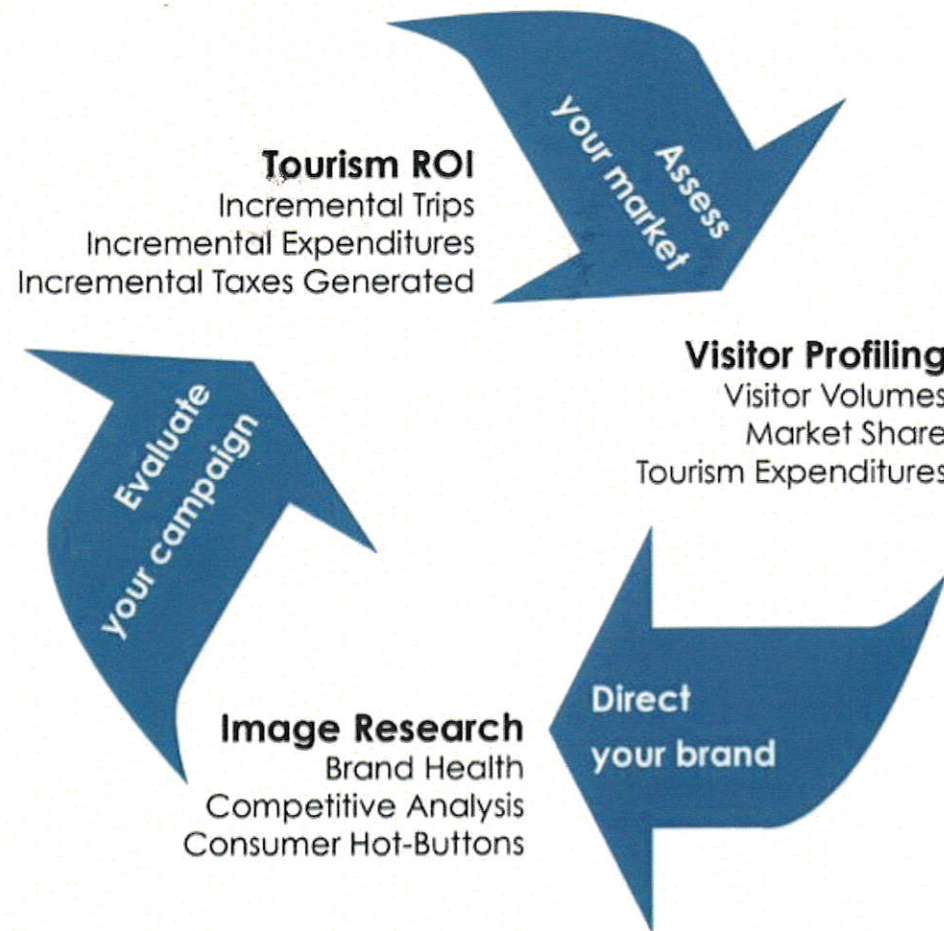 Assess
your market
Tourism ROI
Incremental Trips
Incremental Expenditures
Incremental Taxes Generated
Visitor Profiling
Visitor Volumes
Market Share
Tourism Expenditures
Direct
your brand
Image Research
Brand Health
Competitive Analysis
Consumer Hot-Buttons
Evaluate
your campaign